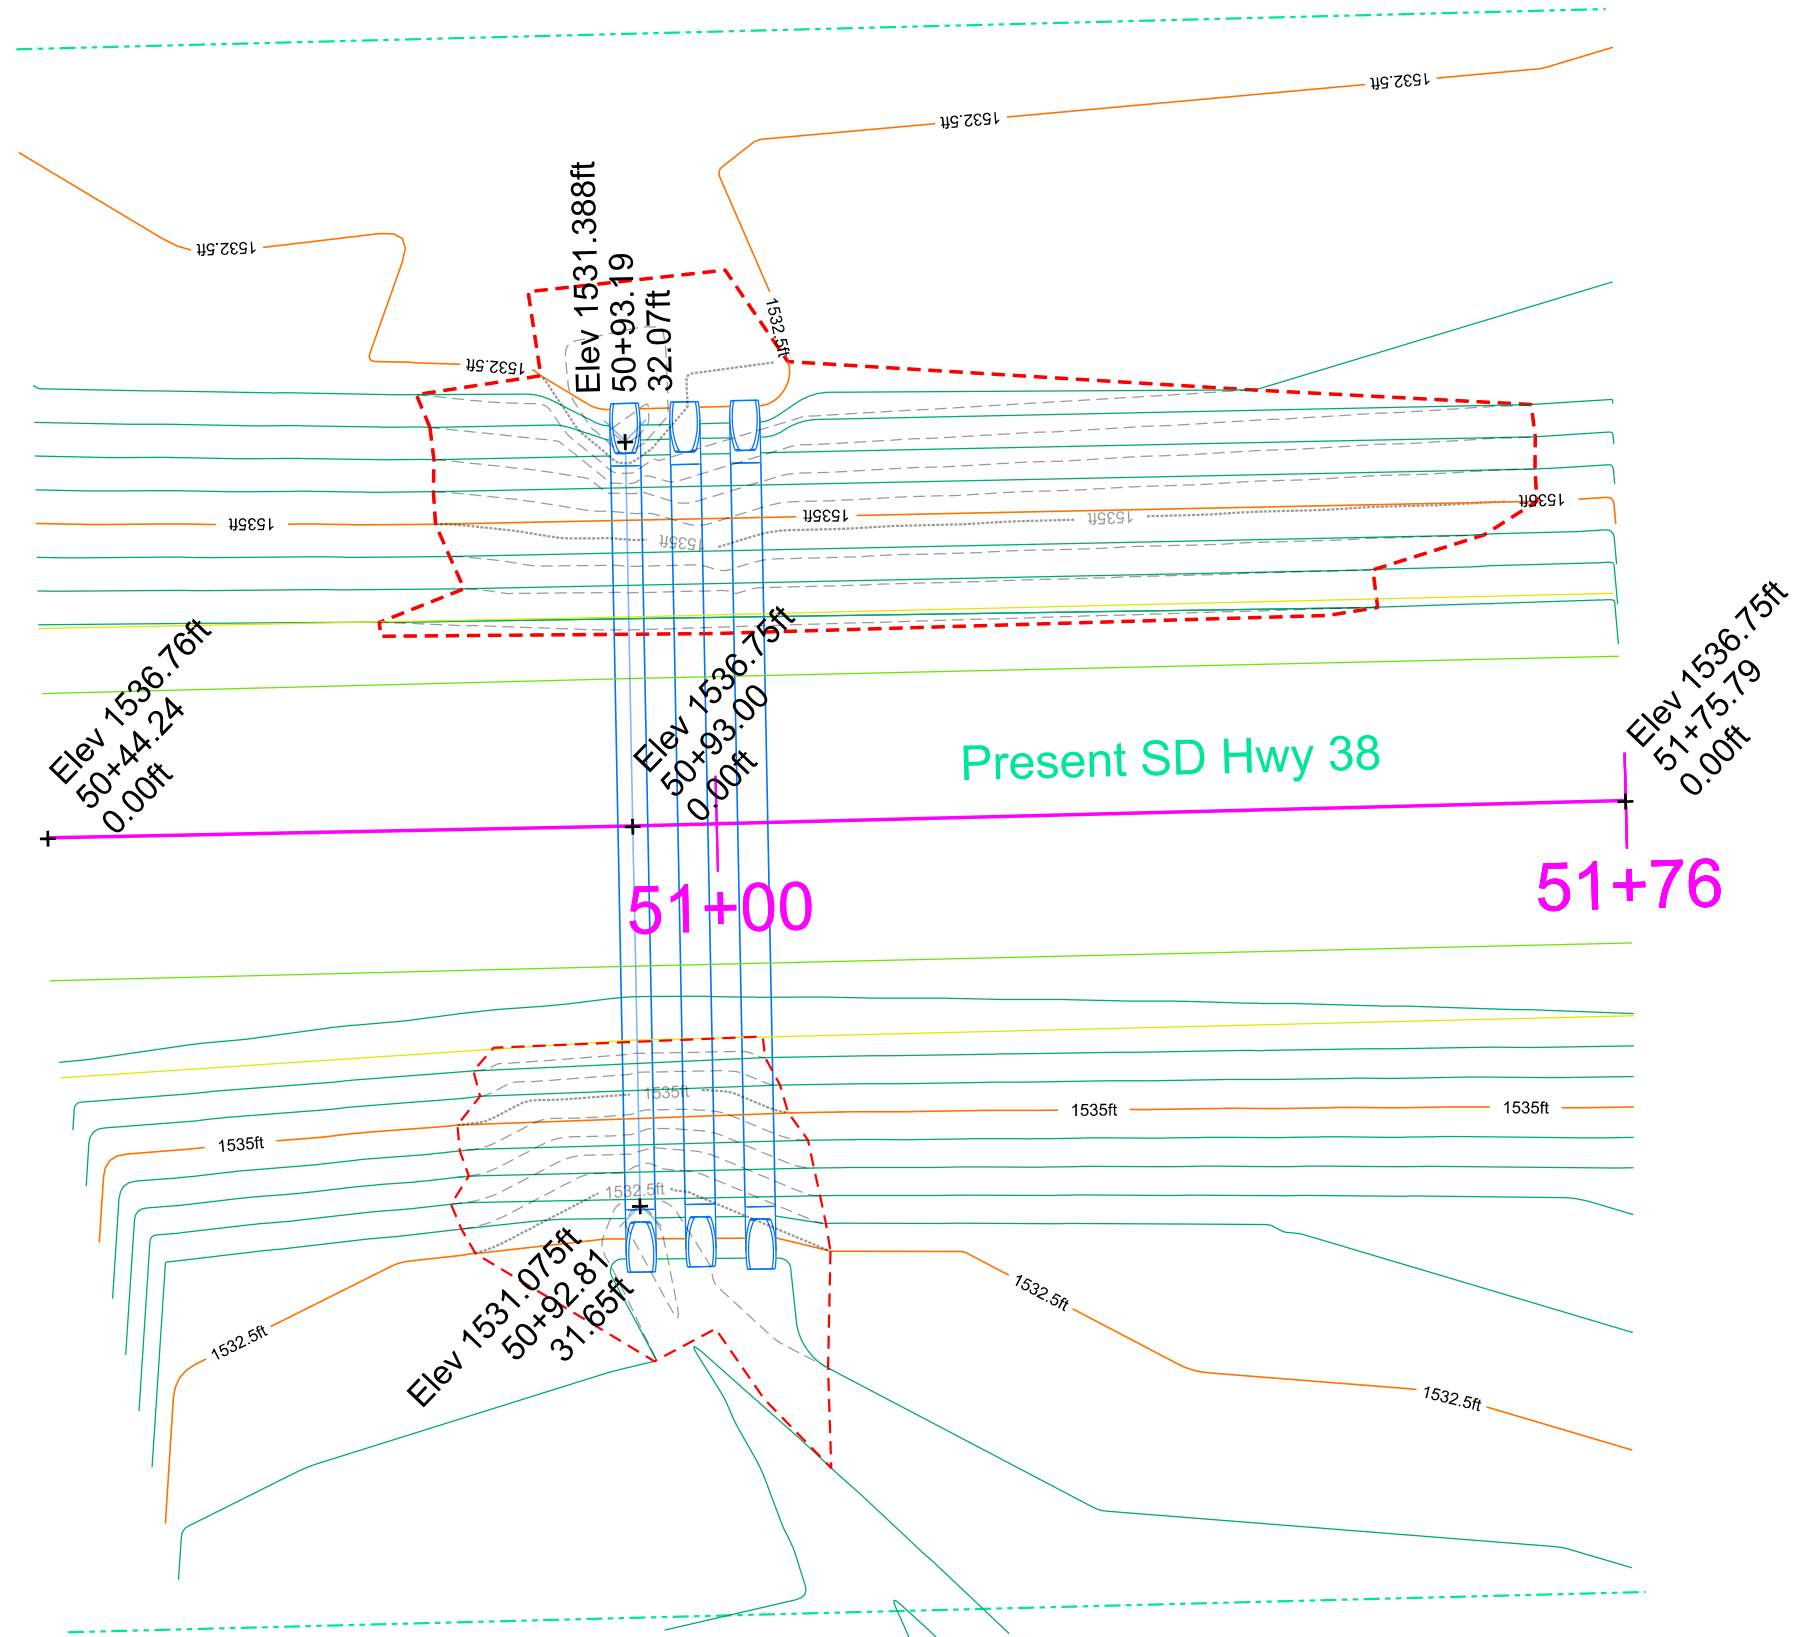 1532.5ft
1532.5ft
1532.5ft
1532.5ft
1532.5ft
Elev 1531.388ft
50+93.19
32.07ft
1535ft
1535ft
1535ft
1535ft
1535ft
Elev 1536.76ft
50+44.24
0.00ft
Elev 1536.75ft
50+93.00
0.00ft
Present SD Hwy 38
Elev 1536.75ft
51+75.79
0.00ft
51+00
51+76
1535ft
1535ft
1535ft
1535ft
1532.5ft
Elev 1531.075ft
50+92.81
31.65ft
1532.5ft
1532.5ft
1532.5ft